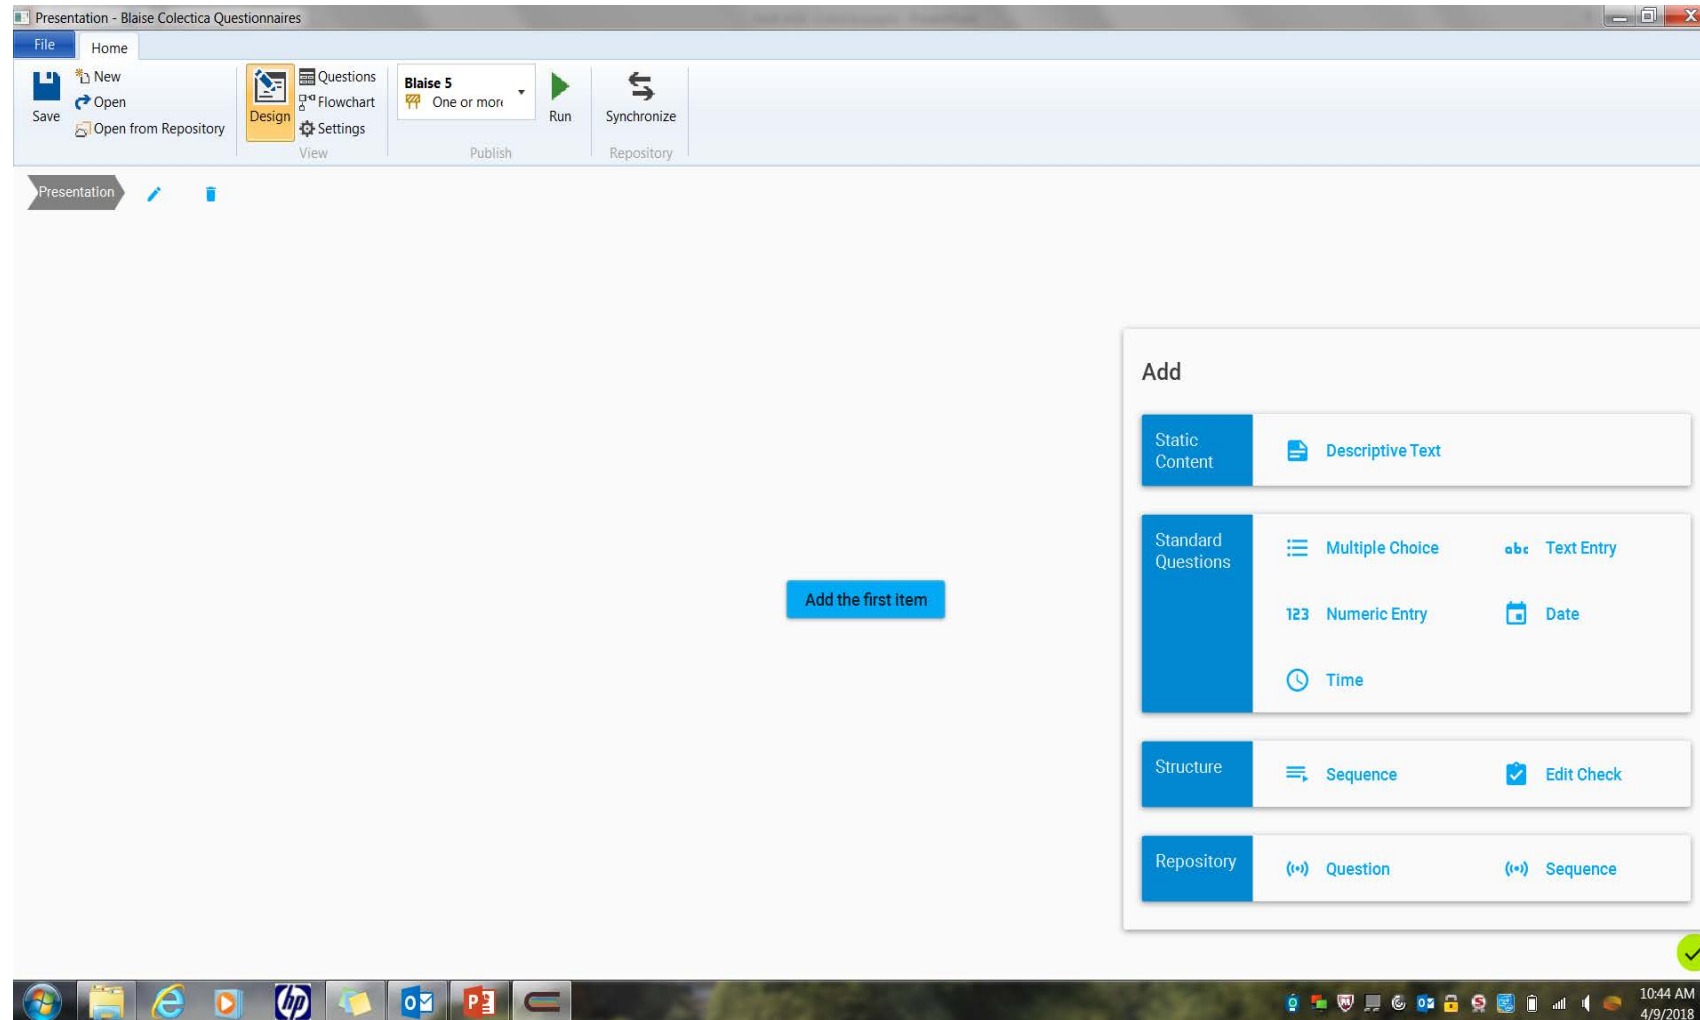 Presentation - Blaise Colectica Questionnaires
File
Home
Save
New
Open
Open from Repository
Design
Questions
Flowchart
Settings
View
Blaise 5
One or more
Publish
Run
Synchronize
Repository
Presentation
Add the first item
Add
Static
Content
Descriptive Text
Standard
Questions
Multiple Choice
abc Text Entry
123 Numeric Entry
Date
Time
Structure
Sequence
Edit Check
Repository
Question
Sequence
10:44 AM
4/9/2018